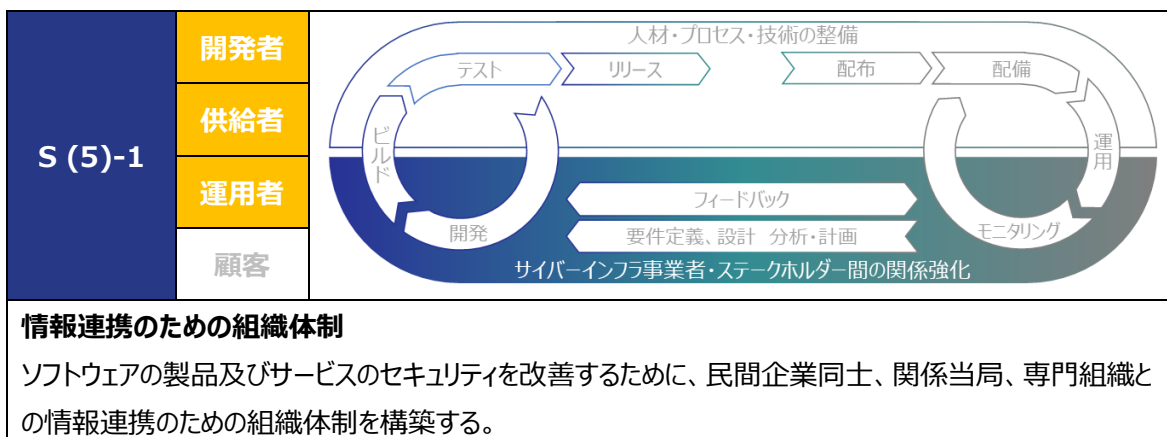 S (5)-1
開発者
供給者
運用者
顧客
人材・プロセス・技術の整備
テスト
リリース
配布
配備
ビルド
運用
フィードバック
開発
要件定義、設計 分析・計画
モニタリング
サイバーインフラ事業者・ステークホルダー間の関係強化
情報連携のための組織体制
ソフトウェアの製品及びサービスのセキュリティを改善するために、民間企業同士、関係当局、専門組織と
の情報連携のための組織体制を構築する。